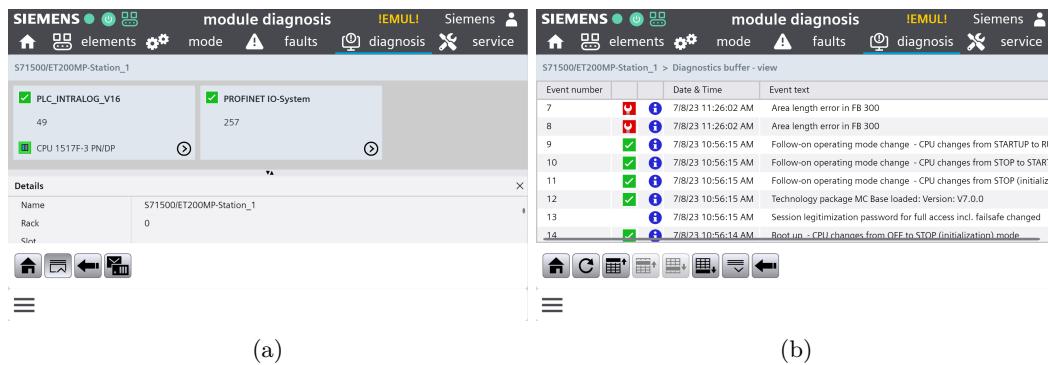 SIEMENS module diagnosis !EMUL! Siemens
elements mode faults diagnosis service
S71500/ET200MP-Station_1
PLC_INTRALOG_V16 PROFINET IO-System
49 257
CPU 1517F-3 PN/DP
Details
Name S71500/ET200MP-Station_1
Rack 0
Slot
(a)
SIEMENS module diagnosis !EMUL! Siemens
elements mode faults diagnosis service
S71500/ET200MP-Station_1 > Diagnostics buffer - view
Event number Date & Time Event text
7 7/8/23 11:26:02 AM Area length error in FB 300
8 7/8/23 11:26:02 AM Area length error in FB 300
9 7/8/23 10:56:15 AM Follow-on operating mode change - CPU changes from STARTUP to RU
10 7/8/23 10:56:15 AM Follow-on operating mode change - CPU changes from STOP to START
11 7/8/23 10:56:15 AM Follow-on operating mode change - CPU changes from STOP (initializ
12 7/8/23 10:56:15 AM Technology package MC Base loaded: Version: V7.0.0
13 7/8/23 10:56:15 AM Session legitimization password for full access incl. failsafe changed
14 7/8/23 10:56:14 AM Boot up - CPU changes from OFF to STOP (initialization) mode
(b)